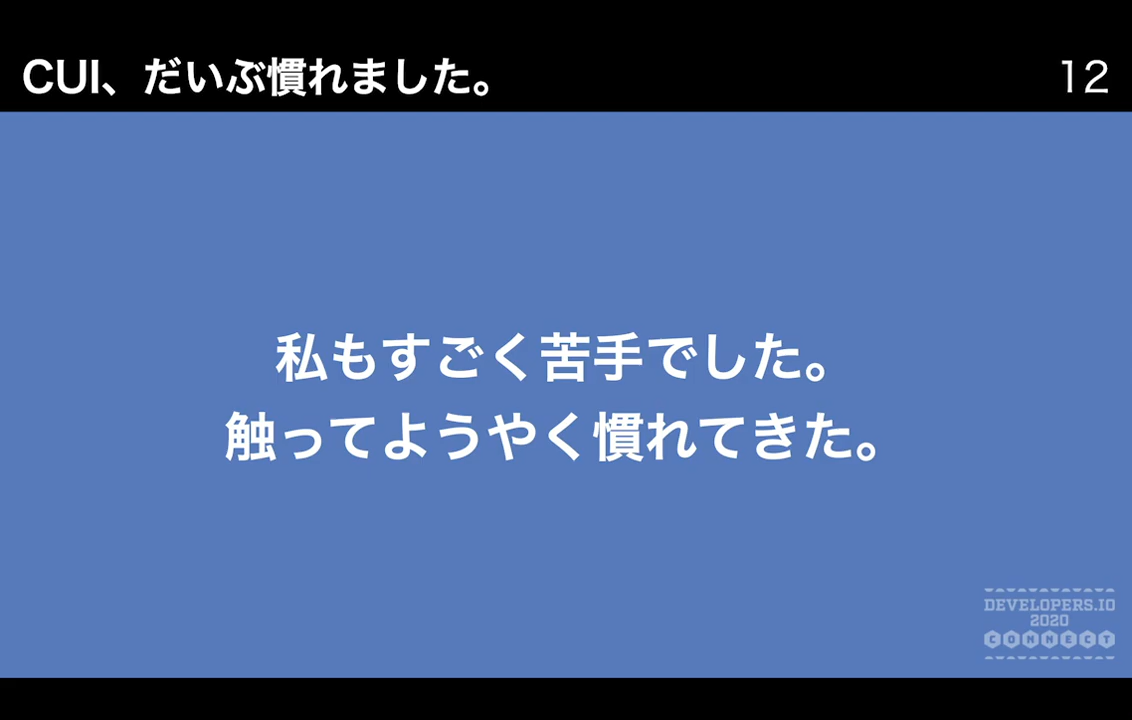 CUI、だいぶ慣れました。
12
私もすごく苦手でした。
触ってようやく慣れてきた。
DEVELOPERS.IO
2020
CONNECT